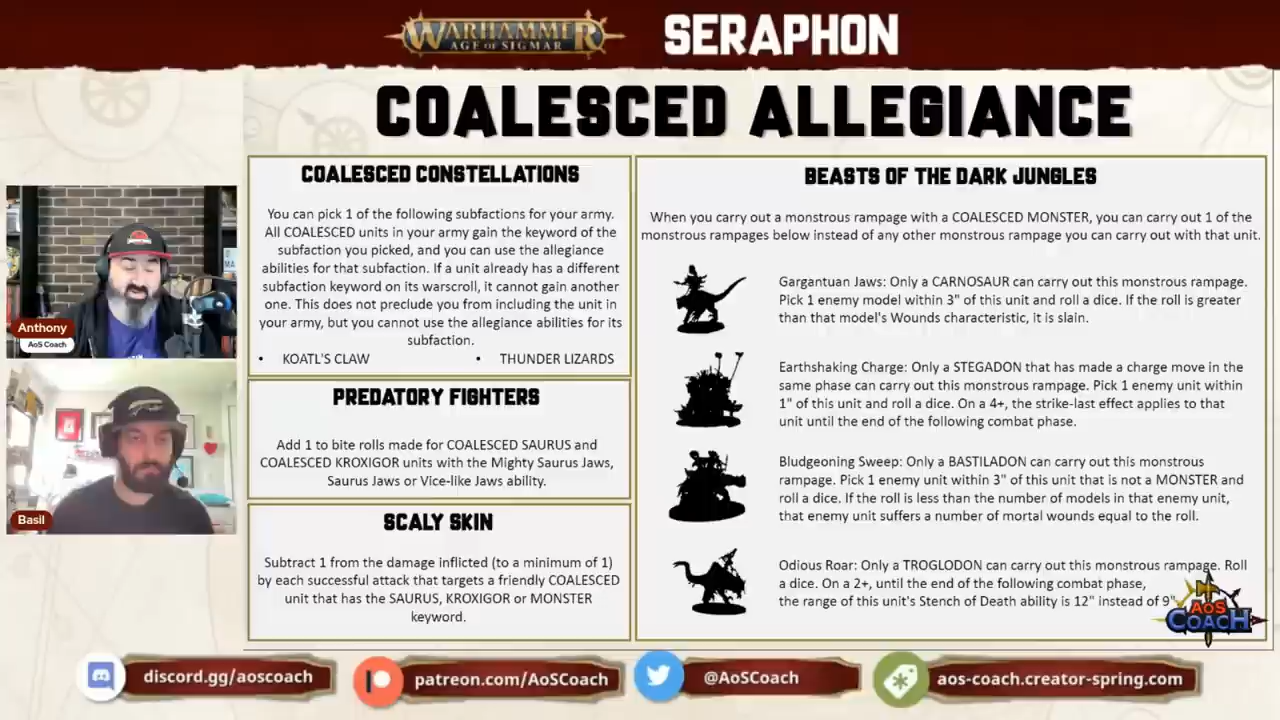 WARHAMMER
AGE OF SIGMAR
SERAPHON
COALESCED ALLEGIANCE
COALESCED CONSTELLATIONS
You can pick 1 of the following subfactions for your army.
All COALESCED units in your army gain the keyword of the
subfaction you picked, and you can use the allegiance
abilities for that subfaction. If a unit already has a different
subfaction keyword on its warscroll, it cannot gain another
one. This does not preclude you from including the unit in
your army, but you cannot use the allegiance abilities for its
subfaction.
• KOATL'S CLAW • THUNDER LIZARDS
PREDATORY FIGHTERS
Add 1 to bite rolls made for COALESCED SAURUS and
COALESCED KROXIGOR units with the Mighty Saurus Jaws,
Saurus Jaws or Vice-like Jaws ability.
SCALY SKIN
Subtract 1 from the damage inflicted (to a minimum of 1)
by each successful attack that targets a friendly COALESCED
unit that has the SAURUS, KROXIGOR or MONSTER
keyword.
BEASTS OF THE DARK JUNGLES
When you carry out a monstrous rampage with a COALESCED MONSTER, you can carry out 1 of the
monstrous rampages below instead of any other monstrous rampage you can carry out with that unit.
Gargantuan Jaws: Only a CARNOSAUR can carry out this monstrous rampage.
Pick 1 enemy model within 3" of this unit and roll a dice. If the roll is greater
than that model's Wounds characteristic, it is slain.
Earthshaking Charge: Only a STEGADON that has made a charge move in the
same phase can carry out this monstrous rampage. Pick 1 enemy unit within
1" of this unit and roll a dice. On a 4+, the strike-last effect applies to that
unit until the end of the following combat phase.
Bludgeoning Sweep: Only a BASTILADON can carry out this monstrous
rampage. Pick 1 enemy unit within 3" of this unit that is not a MONSTER and
roll a dice. If the roll is less than the number of models in that enemy unit,
that enemy unit suffers a number of mortal wounds equal to the roll.
Odious Roar: Only a TROGLODON can carry out this monstrous rampage. Roll
a dice. On a 2+, until the end of the following combat phase,
the range of this unit's Stench of Death ability is 12" instead of 9"
AOS
COACH
Anthony
AoS Coach
Basil
discord.gg/aoscoach
patreon.com/AoSCoach
@AoSCoach
aos-coach.creator-spring.com